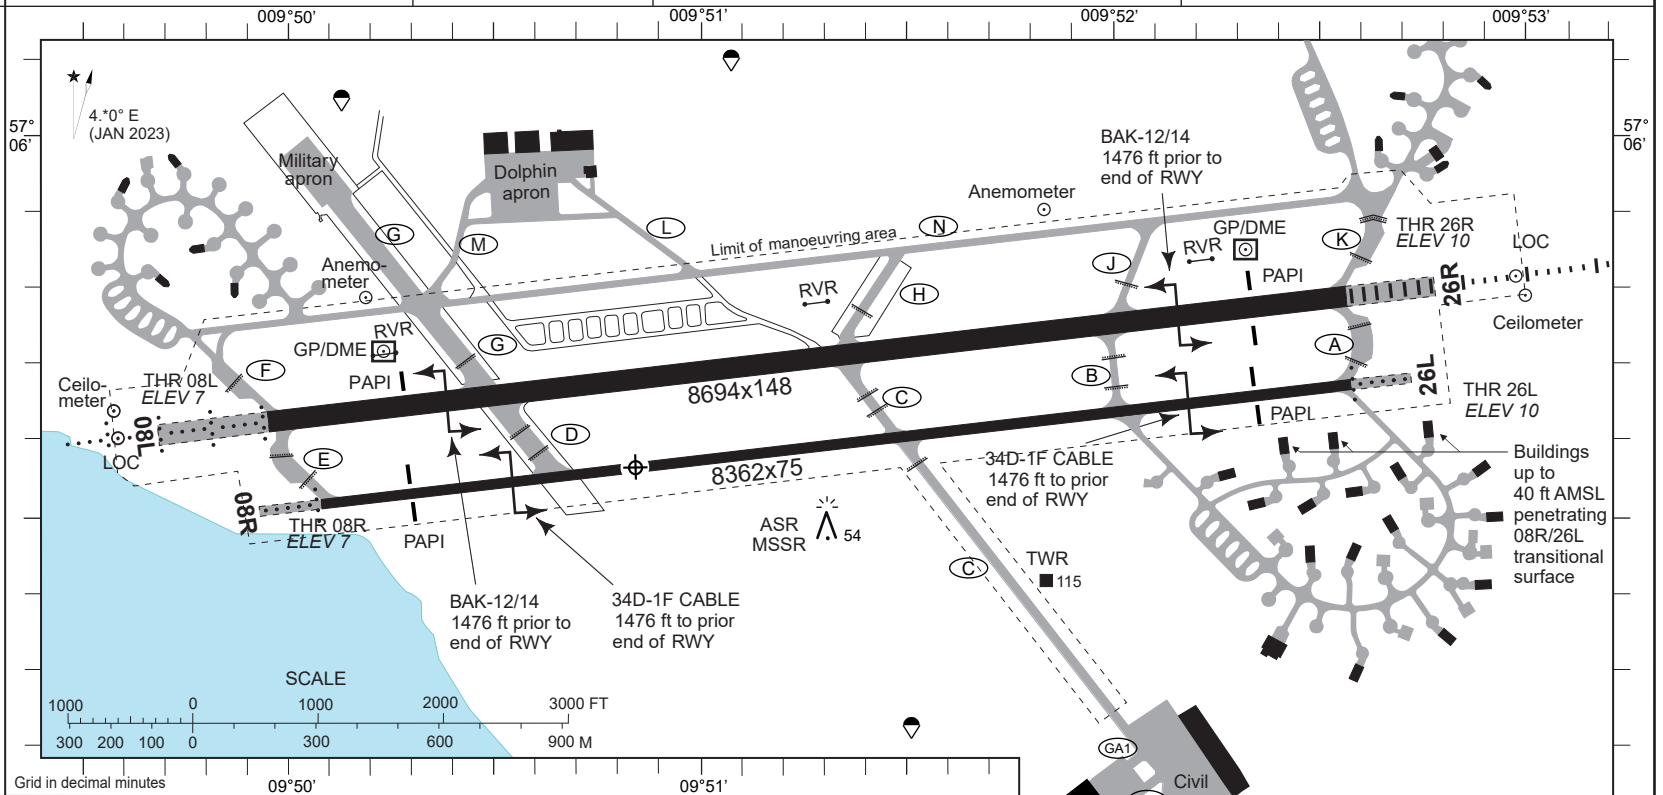 009°50' 009°51' 009°52' 009°53'
57°
06'
57°
06'
4.*0° E
(JAN 2023)
Military
apron
Dolphin
apron
BAK-12/14
1476 ft prior to
end of RWY
Anemometer
G
M
L
N
Limit of manoeuvring area
GP/DME
RVR
K
THR 26R
ELEV 10
LOC
Anemo-
meter
J
PAPI
26R
RVR
H
Ceilometer
RVR
GP/DME
G
A
F
PAPI
THR 08L
ELEV 7
Ceilo-
meter
8694x148
B
C
26L
THR 26L
ELEV 10
PAPI
08L
LOC
D
E
8362x75
34D-1F CABLE
1476 ft to prior
end of RWY
Buildings
up to
40 ft AMSL
penetrating
08R/26L
transitional
surface
08R
THR 08R
ELEV 7
PAPI
ASR
MSSR
54
C
TWR
115
BAK-12/14
1476 ft prior to
end of RWY
34D-1F CABLE
1476 ft to prior
end of RWY
SCALE
1000 0 1000 2000 3000 FT
300 200 100 0 300 600 900 M
GA1
Civil
Grid in decimal minutes
009°50' 009°51'